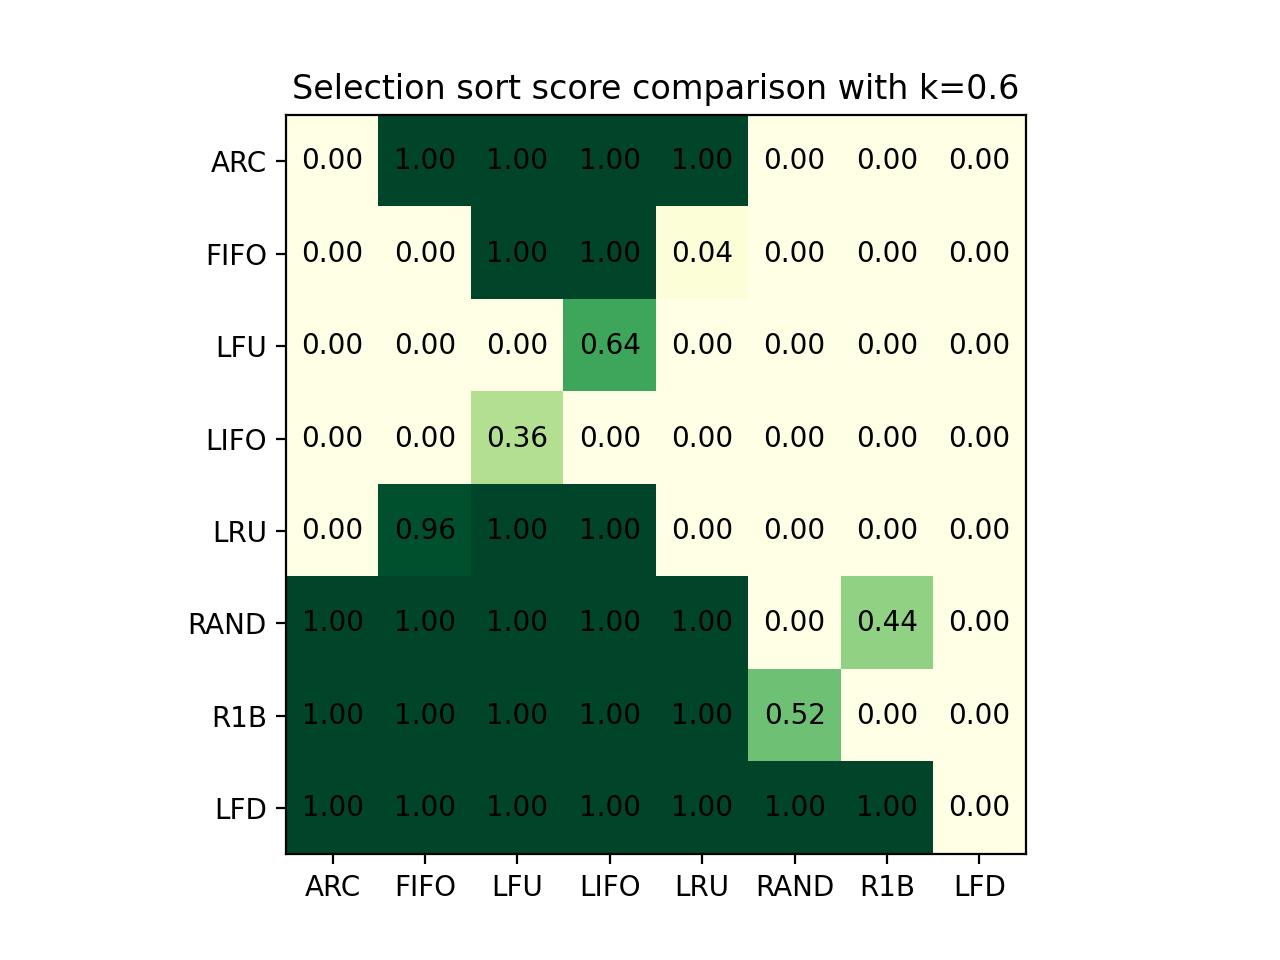 Selection sort score comparison with k=0.6
ARC 0.00 1.00 1.00 1.00 1.00 0.00 0.00 0.00
FIFO 0.00 0.00 1.00 1.00 0.04 0.00 0.00 0.00
LFU 0.00 0.00 0.00 0.64 0.00 0.00 0.00 0.00
LIFO 0.00 0.00 0.36 0.00 0.00 0.00 0.00 0.00
LRU 0.00 0.96 1.00 1.00 0.00 0.00 0.00 0.00
RAND 1.00 1.00 1.00 1.00 1.00 0.00 0.44 0.00
R1B 1.00 1.00 1.00 1.00 1.00 0.52 0.00 0.00
LFD 1.00 1.00 1.00 1.00 1.00 1.00 1.00 0.00
ARC FIFO LFU LIFO LRU RAND R1B LFD